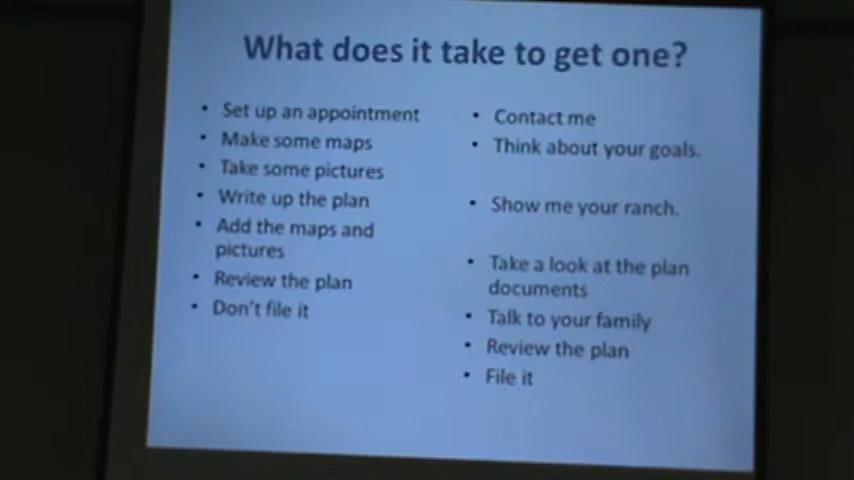 What does it take to get one?
• Set up an appointment
• Make some maps
• Take some pictures
• Write up the plan
• Add the maps and
pictures
• Review the plan
• Don't file it
• Contact me
• Think about your goals.
• Show me your ranch.
• Take a look at the plan
documents
• Talk to your family
• Review the plan
• File it